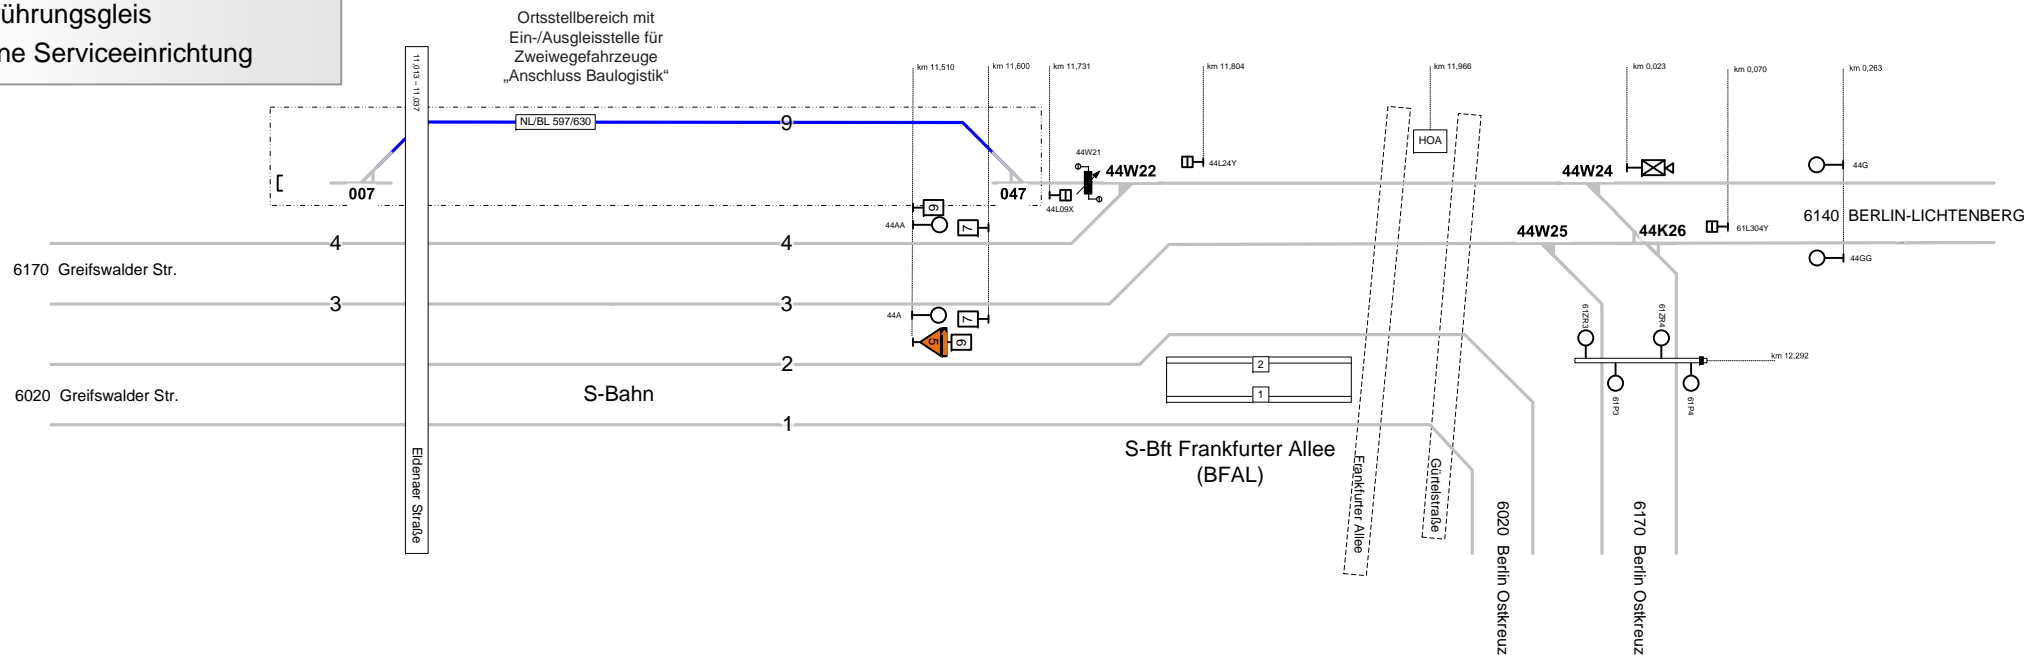 ührungsgleis
ne Serviceeinrichtung
Ortsstellbereich mit
Ein-/Ausgleisstelle für
Zweiwegefahrzeuge
„Anschluss Baulogistik“
11,013 – 11,037
km 11,510
km 11,600
km 11,731
km 11,804
km 11,966
km 0,023
km 0,070
km 0,263
NL/BL 597/630
9
HOA
44W21
44W22
44L24Y
44W24
44G
007
047
44L09X
6
44AA
7
6140 BERLIN-LICHTENBERG
44W25
44K26
61L304Y
4
4
44GG
6170 Greifswalder Str.
3
3
44A
7
5
6
61ZR3
61ZR4
km 12,292
2
2
2
1
6020 Greifswalder Str.
S-Bahn
61P3
61P4
1
S-Bft Frankfurter Allee
(BFAL)
Eldenaer Straße
Frankfurter Allee
Gürtelstraße
6020 Berlin Ostkreuz
6170 Berlin Ostkreuz